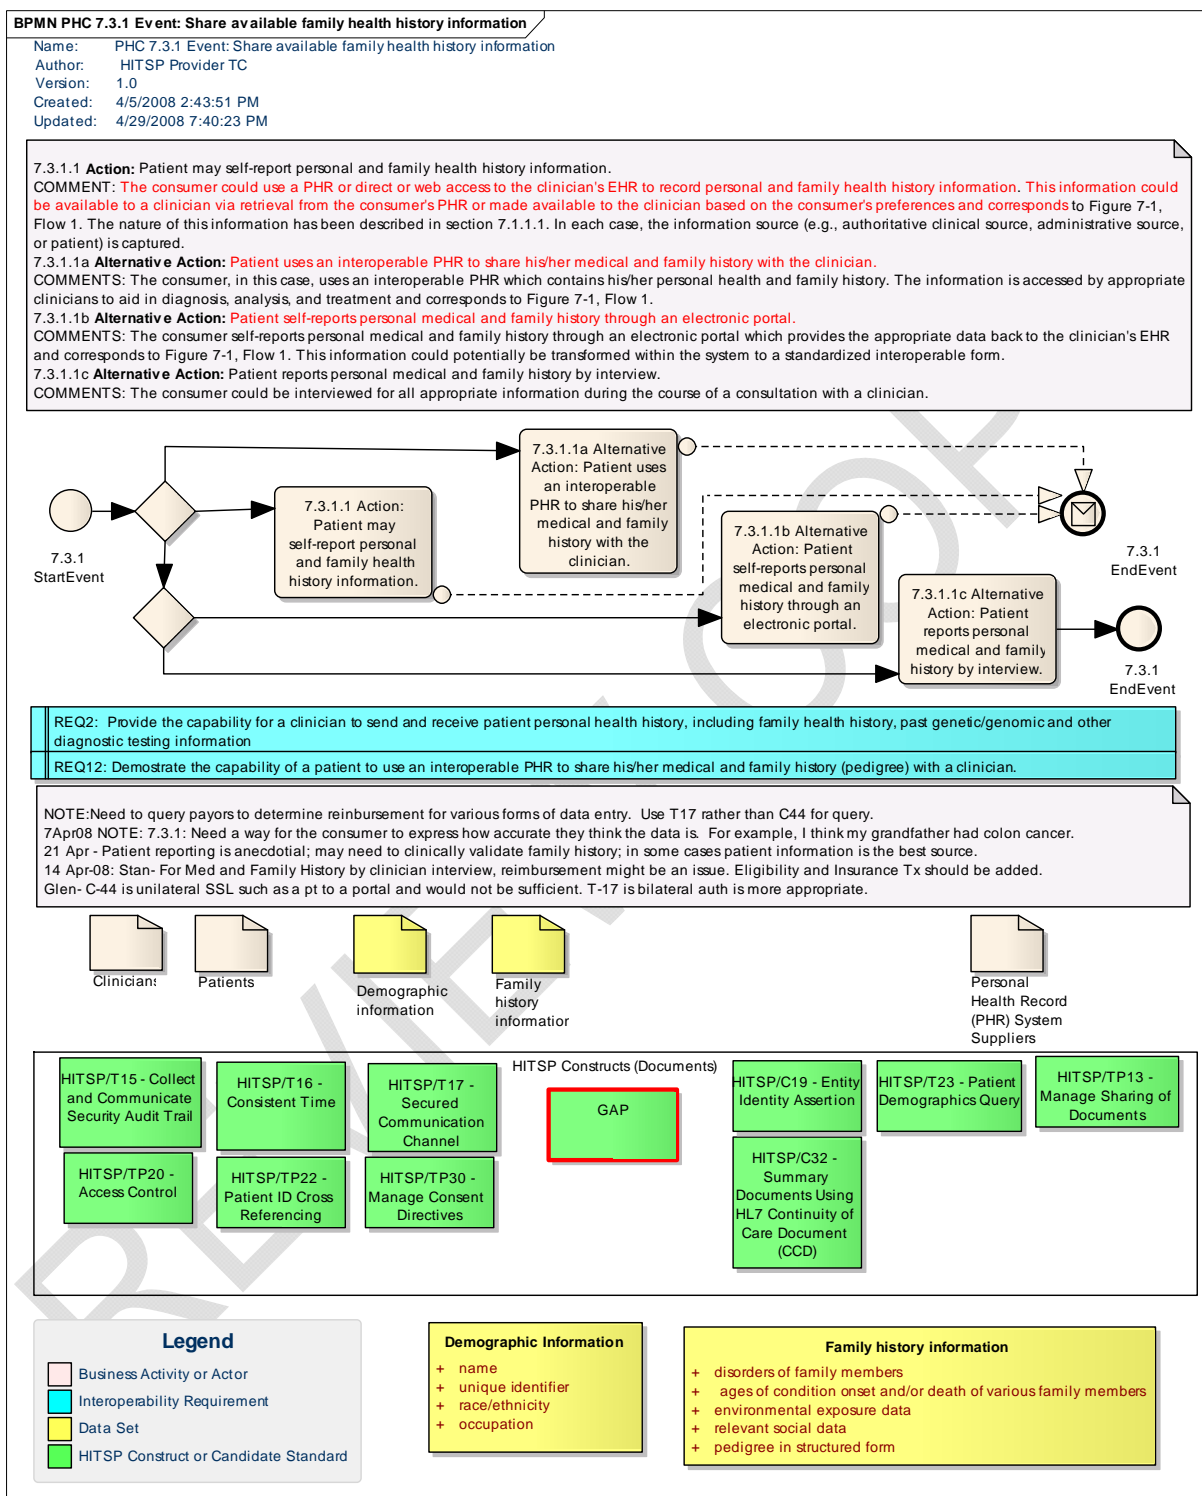 BPMN PHC 7.3.1 Event: Share available family health history information
Name: PHC 7.3.1 Event: Share available family health history information
Author: HITSP Provider TC
Version: 1.0
Created: 4/5/2008 2:43:51 PM
Updated: 4/29/2008 7:40:23 PM
7.3.1.1 Action: Patient may self-report personal and family health history information.
COMMENT: The consumer could use a PHR or direct or web access to the clinician's EHR to record personal and family health history information. This information could
be available to a clinician via retrieval from the consumer's PHR or made available to the clinician based on the consumer's preferences and corresponds to Figure 7-1,
Flow 1. The nature of this information has been described in section 7.1.1.1. In each case, the information source (e.g., authoritative clinical source, administrative source,
or patient) is captured.
7.3.1.1a Alternative Action: Patient uses an interoperable PHR to share his/her medical and family history with the clinician.
COMMENTS: The consumer, in this case, uses an interoperable PHR which contains his/her personal health and family history. The information is accessed by appropriate
clinicians to aid in diagnosis, analysis, and treatment and corresponds to Figure 7-1, Flow 1.
7.3.1.1b Alternative Action: Patient self-reports personal medical and family history through an electronic portal.
COMMENTS: The consumer self-reports personal medical and family history through an electronic portal which provides the appropriate data back to the clinician's EHR
and corresponds to Figure 7-1, Flow 1. This information could potentially be transformed within the system to a standardized interoperable form.
7.3.1.1c Alternative Action: Patient reports personal medical and family history by interview.
COMMENTS: The consumer could be interviewed for all appropriate information during the course of a consultation with a clinician.
7.3.1
StartEvent
7.3.1.1 Action:
Patient may
self-report personal
and family health
history information.
7.3.1.1a Alternative
Action: Patient uses
an interoperable
PHR to share his/her
medical and family
history with the
clinician.
7.3.1.1b Alternative
Action: Patient
self-reports personal
medical and family
history through an
electronic portal.
7.3.1.1c Alternative
Action: Patient
reports personal
medical and family
history by interview.
7.3.1
EndEvent
7.3.1
EndEvent
REQ2: Provide the capability for a clinician to send and receive patient personal health history, including family health history, past genetic/genomic and other
diagnostic testing information
REQ12: Demostrate the capability of a patient to use an interoperable PHR to share his/her medical and family history (pedigree) with a clinician.
NOTE:Need to query payors to determine reimbursement for various forms of data entry. Use T17 rather than C44 for query.
7Apr08 NOTE: 7.3.1: Need a way for the consumer to express how accurate they think the data is. For example, I think my grandfather had colon cancer.
21 Apr - Patient reporting is anecdotial; may need to clinically validate family history; in some cases patient information is the best source.
14 Apr-08: Stan- For Med and Family History by clinician interview, reimbursement might be an issue. Eligibility and Insurance Tx should be added.
Glen- C-44 is unilateral SSL such as a pt to a portal and would not be sufficient. T-17 is bilateral auth is more appropriate.
Clinicians
Patients
Demographic
information
Family
history
information
Personal
Health Record
(PHR) System
Suppliers
HITSP Constructs (Documents)
HITSP/T15 - Collect
and Communicate
Security Audit Trail
HITSP/T16 -
Consistent Time
HITSP/T17 -
Secured
Communication
Channel
GAP
HITSP/C19 - Entity
Identity Assertion
HITSP/T23 - Patient
Demographics Query
HITSP/TP13 -
Manage Sharing of
Documents
HITSP/TP20 -
Access Control
HITSP/TP22 -
Patient ID Cross
Referencing
HITSP/TP30 -
Manage Consent
Directives
HITSP/C32 -
Summary
Documents Using
HL7 Continuity of
Care Document
(CCD)
Legend
Business Activity or Actor
Interoperability Requirement
Data Set
HITSP Construct or Candidate Standard
Demographic Information
+ name
+ unique identifier
+ race/ethnicity
+ occupation
Family history information
+ disorders of family members
+ ages of condition onset and/or death of various family members
+ environmental exposure data
+ relevant social data
+ pedigree in structured form